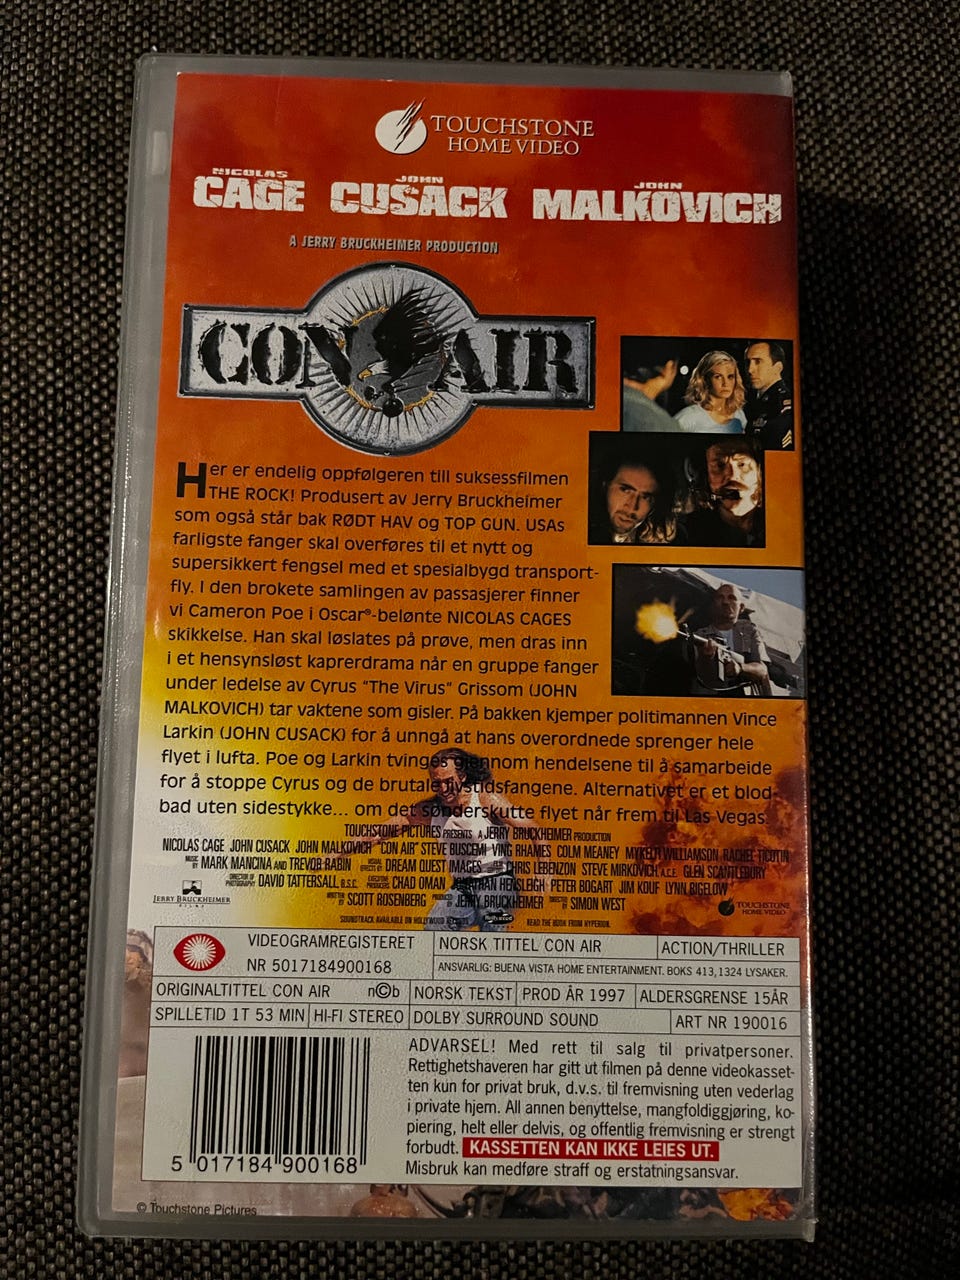 TOUCHSTONE
HOME VIDEO
NICOLAS CAGE JOHN CUSACK JOHN MALKOVICH
A JERRY BRUCKHEIMER PRODUCTION
CON AIR
Her er endelig oppfølgeren till suksessfilmen
THE ROCK! Produsert av Jerry Bruckheimer
som også står bak RØDT HAV og TOP GUN. USAs
farligste fanger skal overføres til et nytt og
supersikkert fengsel med et spesialbygd transport-
fly. I den brokete samlingen av passasjerer finner
vi Cameron Poe i Oscar®-belønte NICOLAS CAGES
skikkelse. Han skal løslates på prøve, men dras inn
i et hensynsløst kaprerdrama når en gruppe fanger
under ledelse av Cyrus "The Virus" Grissom (JOHN
MALKOVICH) tar vaktene som gisler. På bakken kjemper politimannen Vince
Larkin (JOHN CUSACK) for å unngå at hans overordnede sprenger hele
flyet i lufta. Poe og Larkin tvinges gjennom hendelsene til å samarbeide
for å stoppe Cyrus og de brutale livstidsfangene. Alternativet er et blod-
bad uten sidestykke... om det sønderskutte flyet når frem til Las Vegas.
TOUCHSTONE PICTURES PRESENTS A JERRY BRUCKHEIMER PRODUCTION
NICOLAS CAGE JOHN CUSACK JOHN MALKOVICH "CON AIR" STEVE BUSCEMI VING RHAMES COLM MEANEY MYKELTI WILLIAMSON RACHEL TICOTIN
MUSIC BY MARK MANCINA AND TREVOR RABIN VISUAL EFFECTS BY DREAM QUEST IMAGES CHRIS LEBENZON STEVE MIRKOVICH A.C.E. GLEN SCANTLEBURY
DIRECTOR OF PHOTOGRAPHY DAVID TATTERSALL, B.S.C. EXECUTIVE PRODUCERS CHAD OMAN JONATHAN HENSLEIGH PETER BOGART JIM KOUF LYNN BIGELOW
WRITTEN BY SCOTT ROSENBERG PRODUCED BY JERRY BRUCKHEIMER DIRECTED BY SIMON WEST
JERRY BRUCKHEIMER
FILMS
TOUCHSTONE
HOME VIDEO
SOUNDTRACK AVAILABLE ON HOLLYWOOD RECORDS Hollywood READ THE BOOK FROM HYPERION.
VIDEOGRAMREGISTERET
NR 5017184900168
NORSK TITTEL CON AIR ACTION/THRILLER
ANSVARLIG: BUENA VISTA HOME ENTERTAINMENT. BOKS 413, 1324 LYSAKER.
ORIGINALTITTEL CON AIR n©b NORSK TEKST PROD ÅR 1997 ALDERSGRENSE 15ÅR
SPILLETID 1T 53 MIN HI-FI STEREO DOLBY SURROUND SOUND ART NR 190016
ADVARSEL! Med rett til salg til privatpersoner.
Rettighetshaveren har gitt ut filmen på denne videokasset-
ten kun for privat bruk, d.v.s. til fremvisning uten vederlag
i private hjem. All annen benyttelse, mangfoldiggjøring, ko-
piering, helt eller delvis, og offentlig fremvisning er strengt
forbudt. KASSETTEN KAN IKKE LEIES UT.
Misbruk kan medføre straff og erstatningsansvar.
5 017184 900168
© Touchstone Pictures